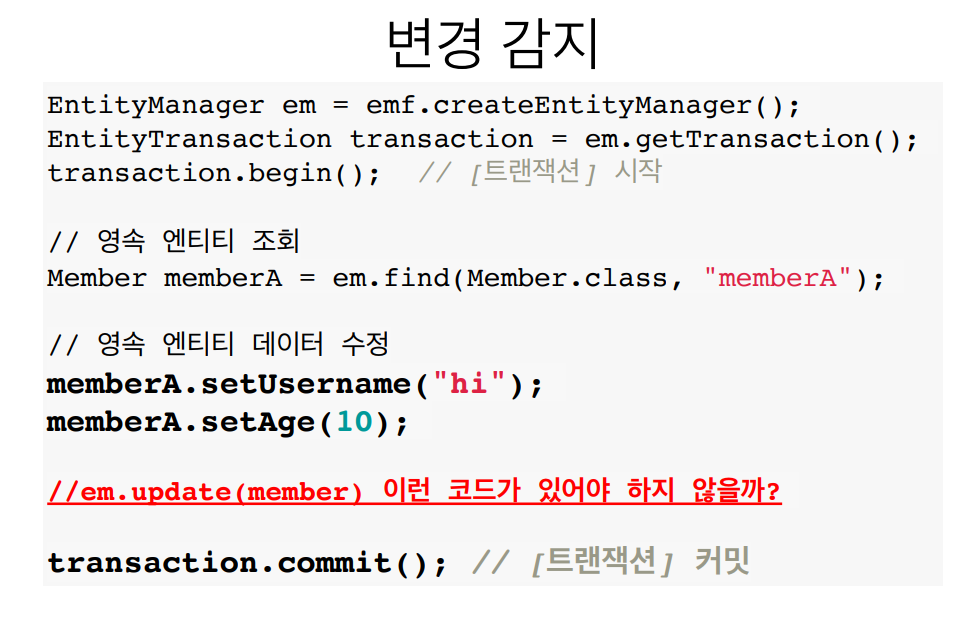 변경 감지
EntityManager em = emf.createEntityManager();
EntityTransaction transaction = em.getTransaction();
transaction.begin(); // [트랜잭션] 시작
// 영속 엔티티 조회
Member memberA = em.find(Member.class, "memberA");
// 영속 엔티티 데이터 수정
memberA.setUsername("hi");
memberA.setAge(10);
//em.update(member) 이런 코드가 있어야 하지 않을까?
transaction.commit(); // [트랜잭션] 커밋